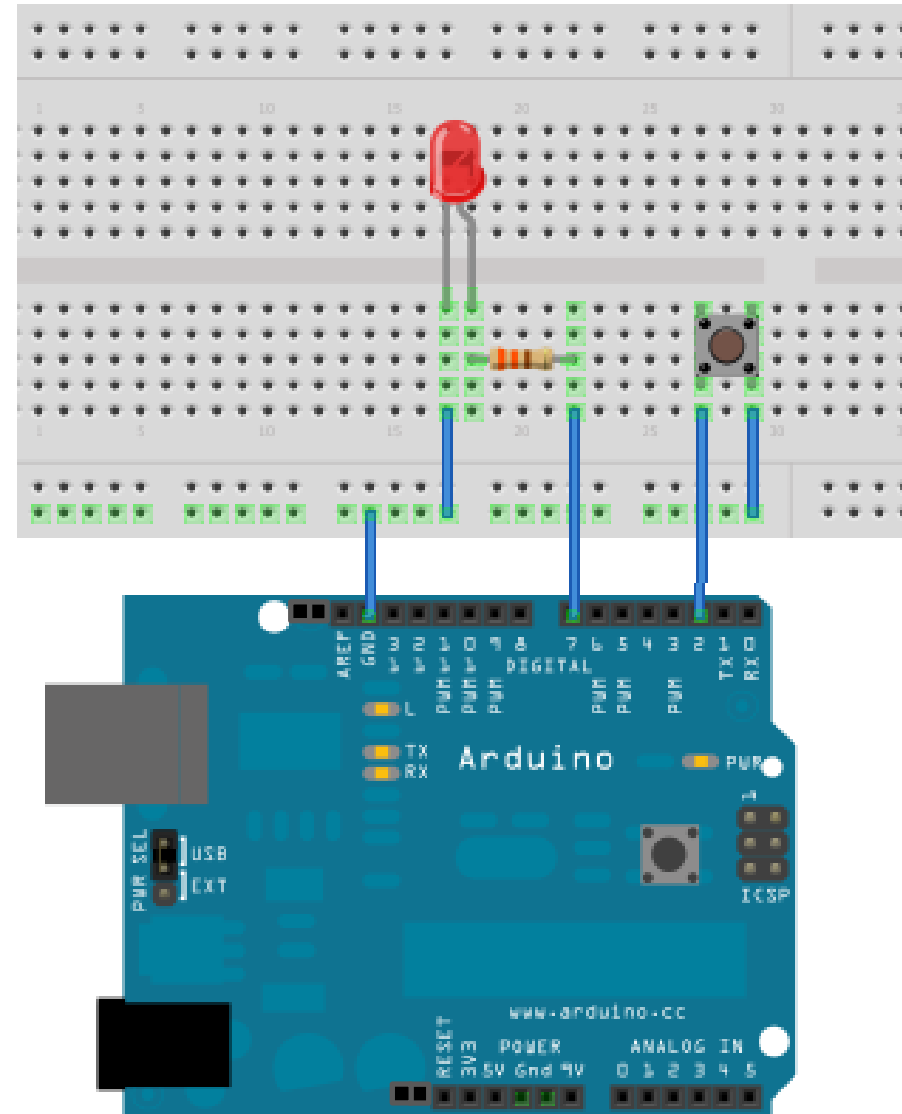 1 5 10 15 20 25 30
1 5 10 15 20 25 30
AREF GND 13 12 11 10 9 8 7 6 5 4 3 2 1 0
DIGITAL
PWM PWM PWM PWM PWM PWM TX RX
L
TX
RX
Arduino
PWR
1
ICSP
PWR SEL
USB
EXT
www.arduino.cc
POWER
ANALOG IN
RESET 3V3 5V Gnd 9V 0 1 2 3 4 5